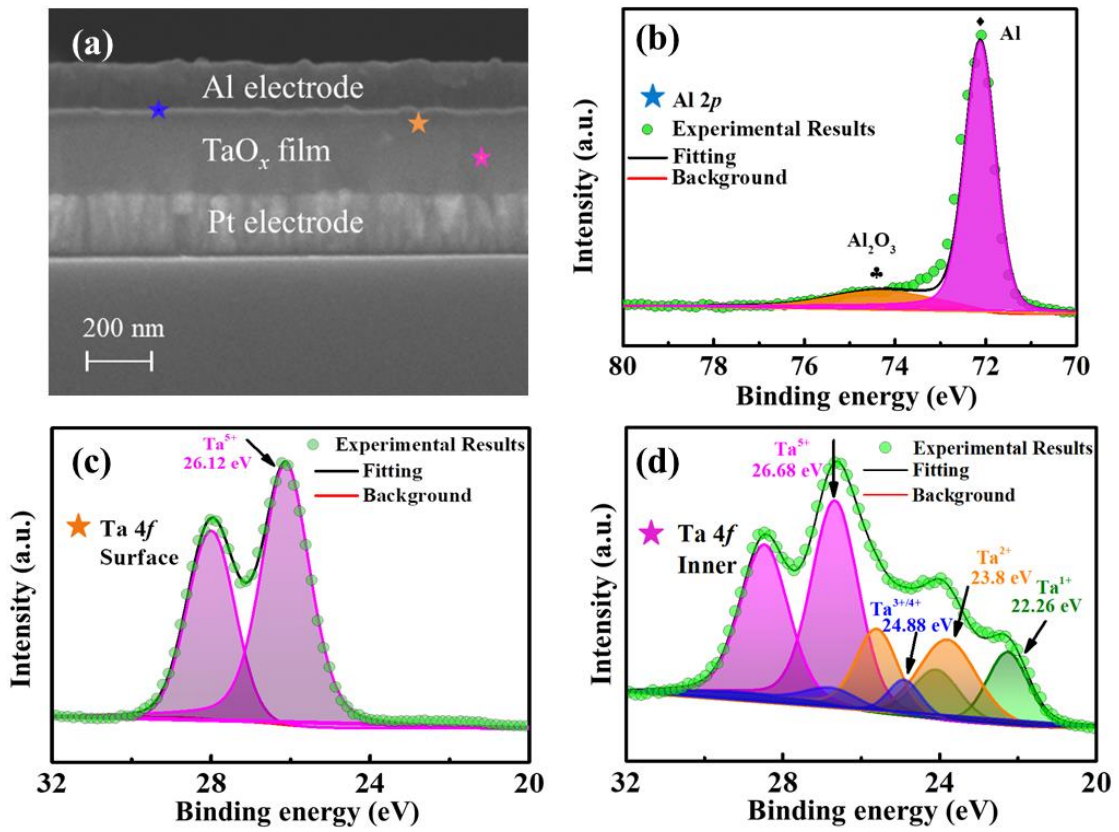 (a)
Al electrode
TaOₓ film
Pt electrode
200 nm
(b)
♦ Al
★ Al 2p
Experimental Results
Fitting
Background
Al₂O₃
♣
Intensity (a.u.)
80 78 76 74 72 70
Binding energy (eV)
(c)
Ta⁵⁺
26.12 eV
Experimental Results
Fitting
Background
★ Ta 4f
Surface
Intensity (a.u.)
32 28 24 20
Binding energy (eV)
(d)
Ta⁵⁺
26.68 eV
Experimental Results
Fitting
Background
★ Ta 4f
Inner
Ta³⁺/⁴⁺
24.88 eV
Ta²⁺
23.8 eV
Ta¹⁺
22.26 eV
Intensity (a.u.)
32 28 24 20
Binding energy (eV)